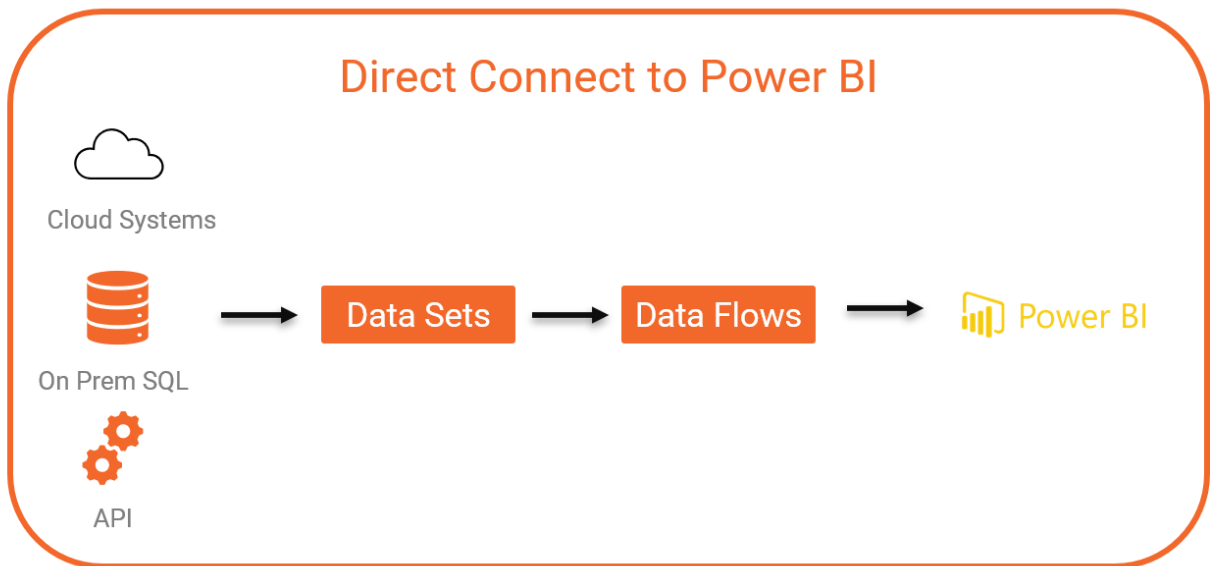 Direct Connect to Power BI
Cloud Systems
On Prem SQL
API
Data Sets
Data Flows
Power BI